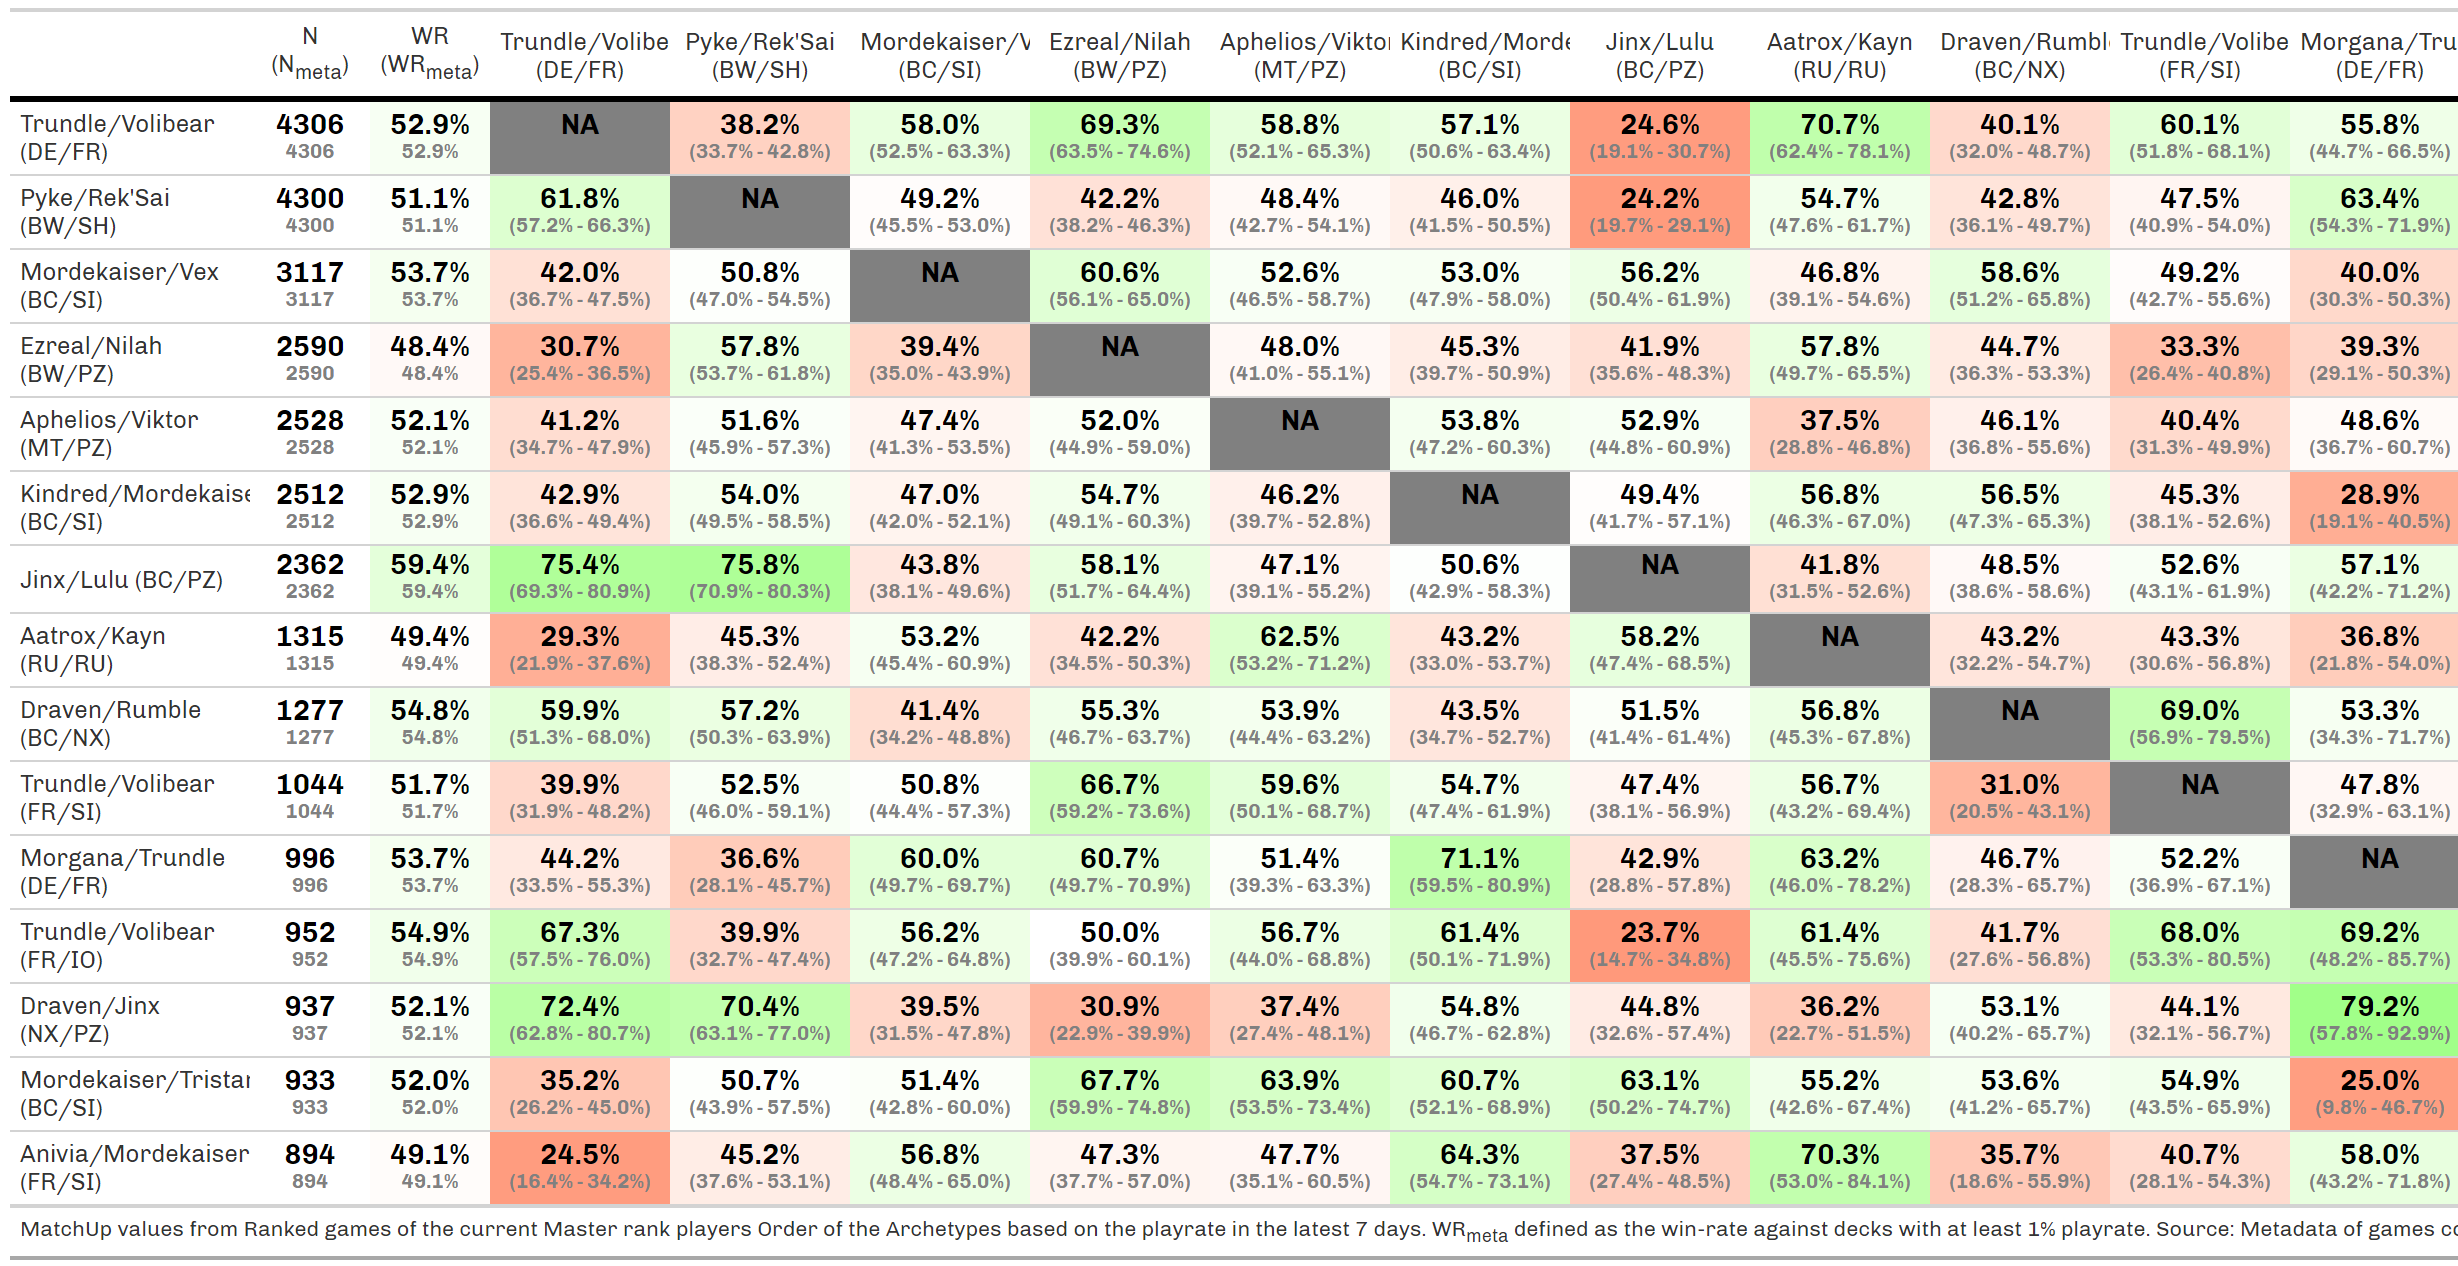 N WR Trundle/Volibe Pyke/Rek'Sai Mordekaiser/V Ezreal/Nilah Aphelios/Viktor Kindred/Morde Jinx/Lulu Aatrox/Kayn Draven/Rumbl Trundle/Volibe Morgana/Tru
(Nmeta) (WRmeta) (DE/FR) (BW/SH) (BC/SI) (BW/PZ) (MT/PZ) (BC/SI) (BC/PZ) (RU/RU) (BC/NX) (FR/SI) (DE/FR)
Trundle/Volibear 4306 52.9% NA 38.2% 58.0% 69.3% 58.8% 57.1% 24.6% 70.7% 40.1% 60.1% 55.8%
(DE/FR) 4306 52.9% (33.7% - 42.8%) (52.5% - 63.3%) (63.5% - 74.6%) (52.1% - 65.3%) (50.6% - 63.4%) (19.1% - 30.7%) (62.4% - 78.1%) (32.0% - 48.7%) (51.8% - 68.1%) (44.7% - 66.5%)
Pyke/Rek'Sai 4300 51.1% 61.8% NA 49.2% 42.2% 48.4% 46.0% 24.2% 54.7% 42.8% 47.5% 63.4%
(BW/SH) 4300 51.1% (57.2% - 66.3%) (45.5% - 53.0%) (38.2% - 46.3%) (42.7% - 54.1%) (41.5% - 50.5%) (19.7% - 29.1%) (47.6% - 61.7%) (36.1% - 49.7%) (40.9% - 54.0%) (54.3% - 71.9%)
Mordekaiser/Vex 3117 53.7% 42.0% 50.8% NA 60.6% 52.6% 53.0% 56.2% 46.8% 58.6% 49.2% 40.0%
(BC/SI) 3117 53.7% (36.7% - 47.5%) (47.0% - 54.5%) (56.1% - 65.0%) (46.5% - 58.7%) (47.9% - 58.0%) (50.4% - 61.9%) (39.1% - 54.6%) (51.2% - 65.8%) (42.7% - 55.6%) (30.3% - 50.3%)
Ezreal/Nilah 2590 48.4% 30.7% 57.8% 39.4% NA 48.0% 45.3% 41.9% 57.8% 44.7% 33.3% 39.3%
(BW/PZ) 2590 48.4% (25.4% - 36.5%) (53.7% - 61.8%) (35.0% - 43.9%) (41.0% - 55.1%) (39.7% - 50.9%) (35.6% - 48.3%) (49.7% - 65.5%) (36.3% - 53.3%) (26.4% - 40.8%) (29.1% - 50.3%)
Aphelios/Viktor 2528 52.1% 41.2% 51.6% 47.4% 52.0% NA 53.8% 52.9% 37.5% 46.1% 40.4% 48.6%
(MT/PZ) 2528 52.1% (34.7% - 47.9%) (45.9% - 57.3%) (41.3% - 53.5%) (44.9% - 59.0%) (47.2% - 60.3%) (44.8% - 60.9%) (28.8% - 46.8%) (36.8% - 55.6%) (31.3% - 49.9%) (36.7% - 60.7%)
Kindred/Mordekaise 2512 52.9% 42.9% 54.0% 47.0% 54.7% 46.2% NA 49.4% 56.8% 56.5% 45.3% 28.9%
(BC/SI) 2512 52.9% (36.6% - 49.4%) (49.5% - 58.5%) (42.0% - 52.1%) (49.1% - 60.3%) (39.7% - 52.8%) (41.7% - 57.1%) (46.3% - 67.0%) (47.3% - 65.3%) (38.1% - 52.6%) (19.1% - 40.5%)
Jinx/Lulu (BC/PZ) 2362 59.4% 75.4% 75.8% 43.8% 58.1% 47.1% 50.6% NA 41.8% 48.5% 52.6% 57.1%
2362 59.4% (69.3% - 80.9%) (70.9% - 80.3%) (38.1% - 49.6%) (51.7% - 64.4%) (39.1% - 55.2%) (42.9% - 58.3%) (31.5% - 52.6%) (38.6% - 58.6%) (43.1% - 61.9%) (42.2% - 71.2%)
Aatrox/Kayn 1315 49.4% 29.3% 45.3% 53.2% 42.2% 62.5% 43.2% 58.2% NA 43.2% 43.3% 36.8%
(RU/RU) 1315 49.4% (21.9% - 37.6%) (38.3% - 52.4%) (45.4% - 60.9%) (34.5% - 50.3%) (53.2% - 71.2%) (33.0% - 53.7%) (47.4% - 68.5%) (32.2% - 54.7%) (30.6% - 56.8%) (21.8% - 54.0%)
Draven/Rumble 1277 54.8% 59.9% 57.2% 41.4% 55.3% 53.9% 43.5% 51.5% 56.8% NA 69.0% 53.3%
(BC/NX) 1277 54.8% (51.3% - 68.0%) (50.3% - 63.9%) (34.2% - 48.8%) (46.7% - 63.7%) (44.4% - 63.2%) (34.7% - 52.7%) (41.4% - 61.4%) (45.3% - 67.8%) (56.9% - 79.5%) (34.3% - 71.7%)
Trundle/Volibear 1044 51.7% 39.9% 52.5% 50.8% 66.7% 59.6% 54.7% 47.4% 56.7% 31.0% NA 47.8%
(FR/SI) 1044 51.7% (31.9% - 48.2%) (46.0% - 59.1%) (44.4% - 57.3%) (59.2% - 73.6%) (50.1% - 68.7%) (47.4% - 61.9%) (38.1% - 56.9%) (43.2% - 69.4%) (20.5% - 43.1%) (32.9% - 63.1%)
Morgana/Trundle 996 53.7% 44.2% 36.6% 60.0% 60.7% 51.4% 71.1% 42.9% 63.2% 46.7% 52.2% NA
(DE/FR) 996 53.7% (33.5% - 55.3%) (28.1% - 45.7%) (49.7% - 69.7%) (49.7% - 70.9%) (39.3% - 63.3%) (59.5% - 80.9%) (28.8% - 57.8%) (46.0% - 78.2%) (28.3% - 65.7%) (36.9% - 67.1%)
Trundle/Volibear 952 54.9% 67.3% 39.9% 56.2% 50.0% 56.7% 61.4% 23.7% 61.4% 41.7% 68.0% 69.2%
(FR/IO) 952 54.9% (57.5% - 76.0%) (32.7% - 47.4%) (47.2% - 64.8%) (39.9% - 60.1%) (44.0% - 68.8%) (50.1% - 71.9%) (14.7% - 34.8%) (45.5% - 75.6%) (27.6% - 56.8%) (53.3% - 80.5%) (48.2% - 85.7%)
Draven/Jinx 937 52.1% 72.4% 70.4% 39.5% 30.9% 37.4% 54.8% 44.8% 36.2% 53.1% 44.1% 79.2%
(NX/PZ) 937 52.1% (62.8% - 80.7%) (63.1% - 77.0%) (31.5% - 47.8%) (22.9% - 39.9%) (27.4% - 48.1%) (46.7% - 62.8%) (32.6% - 57.4%) (22.7% - 51.5%) (40.2% - 65.7%) (32.1% - 56.7%) (57.8% - 92.9%)
Mordekaiser/Tristar 933 52.0% 35.2% 50.7% 51.4% 67.7% 63.9% 60.7% 63.1% 55.2% 53.6% 54.9% 25.0%
(BC/SI) 933 52.0% (26.2% - 45.0%) (43.9% - 57.5%) (42.8% - 60.0%) (59.9% - 74.8%) (53.5% - 73.4%) (52.1% - 68.9%) (50.2% - 74.7%) (42.6% - 67.4%) (41.2% - 65.7%) (43.5% - 65.9%) (9.8% - 46.7%)
Anivia/Mordekaiser 894 49.1% 24.5% 45.2% 56.8% 47.3% 47.7% 64.3% 37.5% 70.3% 35.7% 40.7% 58.0%
(FR/SI) 894 49.1% (16.4% - 34.2%) (37.6% - 53.1%) (48.4% - 65.0%) (37.7% - 57.0%) (35.1% - 60.5%) (54.7% - 73.1%) (27.4% - 48.5%) (53.0% - 84.1%) (18.6% - 55.9%) (28.1% - 54.3%) (43.2% - 71.8%)
MatchUp values from Ranked games of the current Master rank players Order of the Archetypes based on the playrate in the latest 7 days. WRmeta defined as the win-rate against decks with at least 1% playrate. Source: Metadata of games